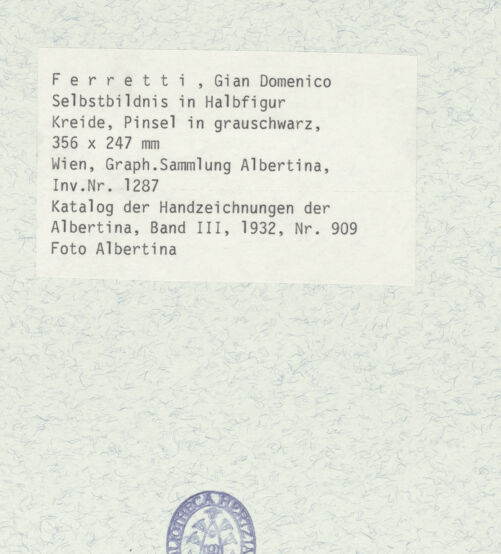 F e r r e t t i , Gian Domenico
Selbstbildnis in Halbfigur
Kreide, Pinsel in grauschwarz,
356 x 247 mm
Wien, Graph.Sammlung Albertina,
Inv.Nr. 1287
Katalog der Handzeichnungen der
Albertina, Band III, 1932, Nr. 909
Foto Albertina